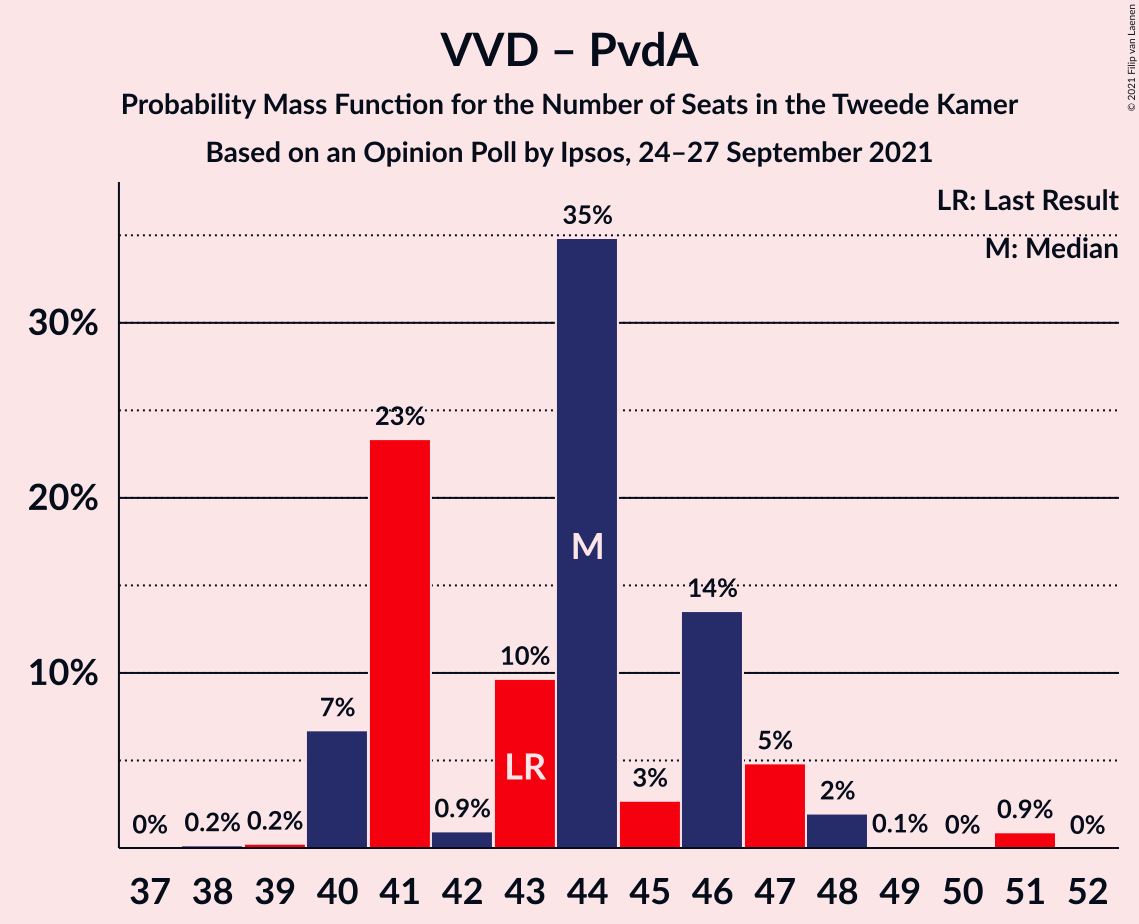 VVD – PvdA
Probability Mass Function for the Number of Seats in the Tweede Kamer
Based on an Opinion Poll by Ipsos, 24–27 September 2021
© 2021 Filip van Laenen
LR: Last Result
M: Median
30%
20%
10%
0%
0.2%
0.2%
7%
23%
0.9%
10%
35%
3%
14%
5%
2%
0.1%
0%
0.9%
0%
LR
M
37 38 39 40 41 42 43 44 45 46 47 48 49 50 51 52